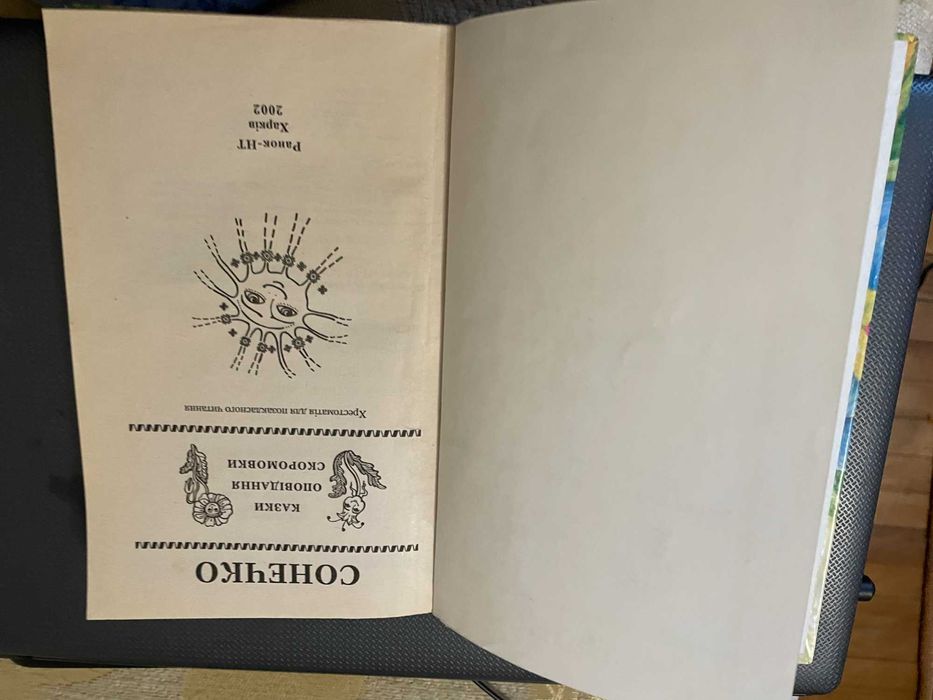 СОНЕЧКО
КАЗКИ
ОПОВІДАННЯ
СКОРОМОВКИ
Хрестоматія для позакласного читання
Ранок-НТ
Харків
2002